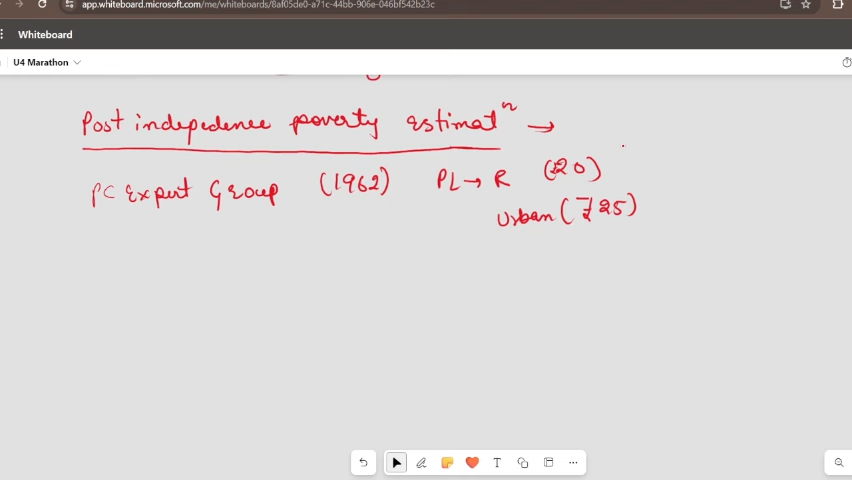 app.whiteboard.microsoft.com/me/whiteboards/8af05de0-a71c-44bb-906e-046bf542b23c
Whiteboard
U4 Marathon
Post indepedence poverty estimatⁿ →
PC Expert Group (1962) PL → R (₹20)
Urban (₹25)
T